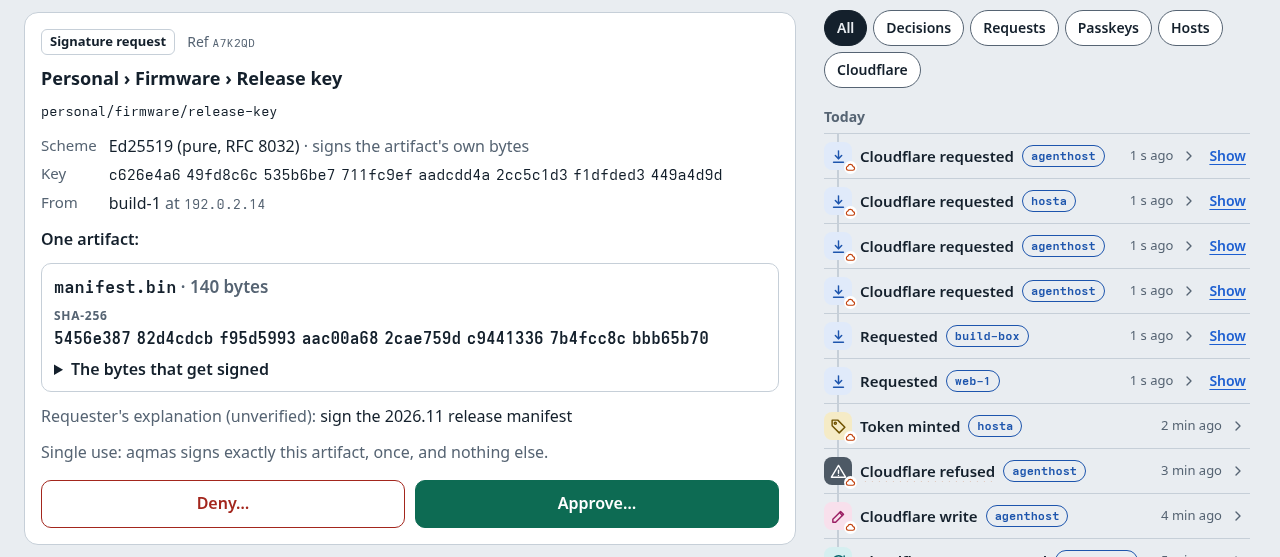 Signature request Ref A7K2QD
Personal › Firmware › Release key
personal/firmware/release-key
Scheme Ed25519 (pure, RFC 8032) · signs the artifact's own bytes
Key c626e4a6 49fd8c6c 535b6be7 711fc9ef aadcdd4a 2cc5c1d3 f1dfded3 449a4d9d
From build-1 at 192.0.2.14
One artifact:
manifest.bin · 140 bytes
SHA-256
5456e387 82d4cdcb f95d5993 aac00a68 2cae759d c9441336 7b4fcc8c bbb65b70
▶ The bytes that get signed
Requester's explanation (unverified): sign the 2026.11 release manifest
Single use: aqmas signs exactly this artifact, once, and nothing else.
Deny… Approve…
All Decisions Requests Passkeys Hosts
Cloudflare
Today
Cloudflare requested agenthost 1 s ago Show
Cloudflare requested hosta 1 s ago Show
Cloudflare requested agenthost 1 s ago Show
Cloudflare requested agenthost 1 s ago Show
Requested build-box 1 s ago Show
Requested web-1 1 s ago Show
Token minted hosta 2 min ago
Cloudflare refused agenthost 3 min ago
Cloudflare write agenthost 4 min ago